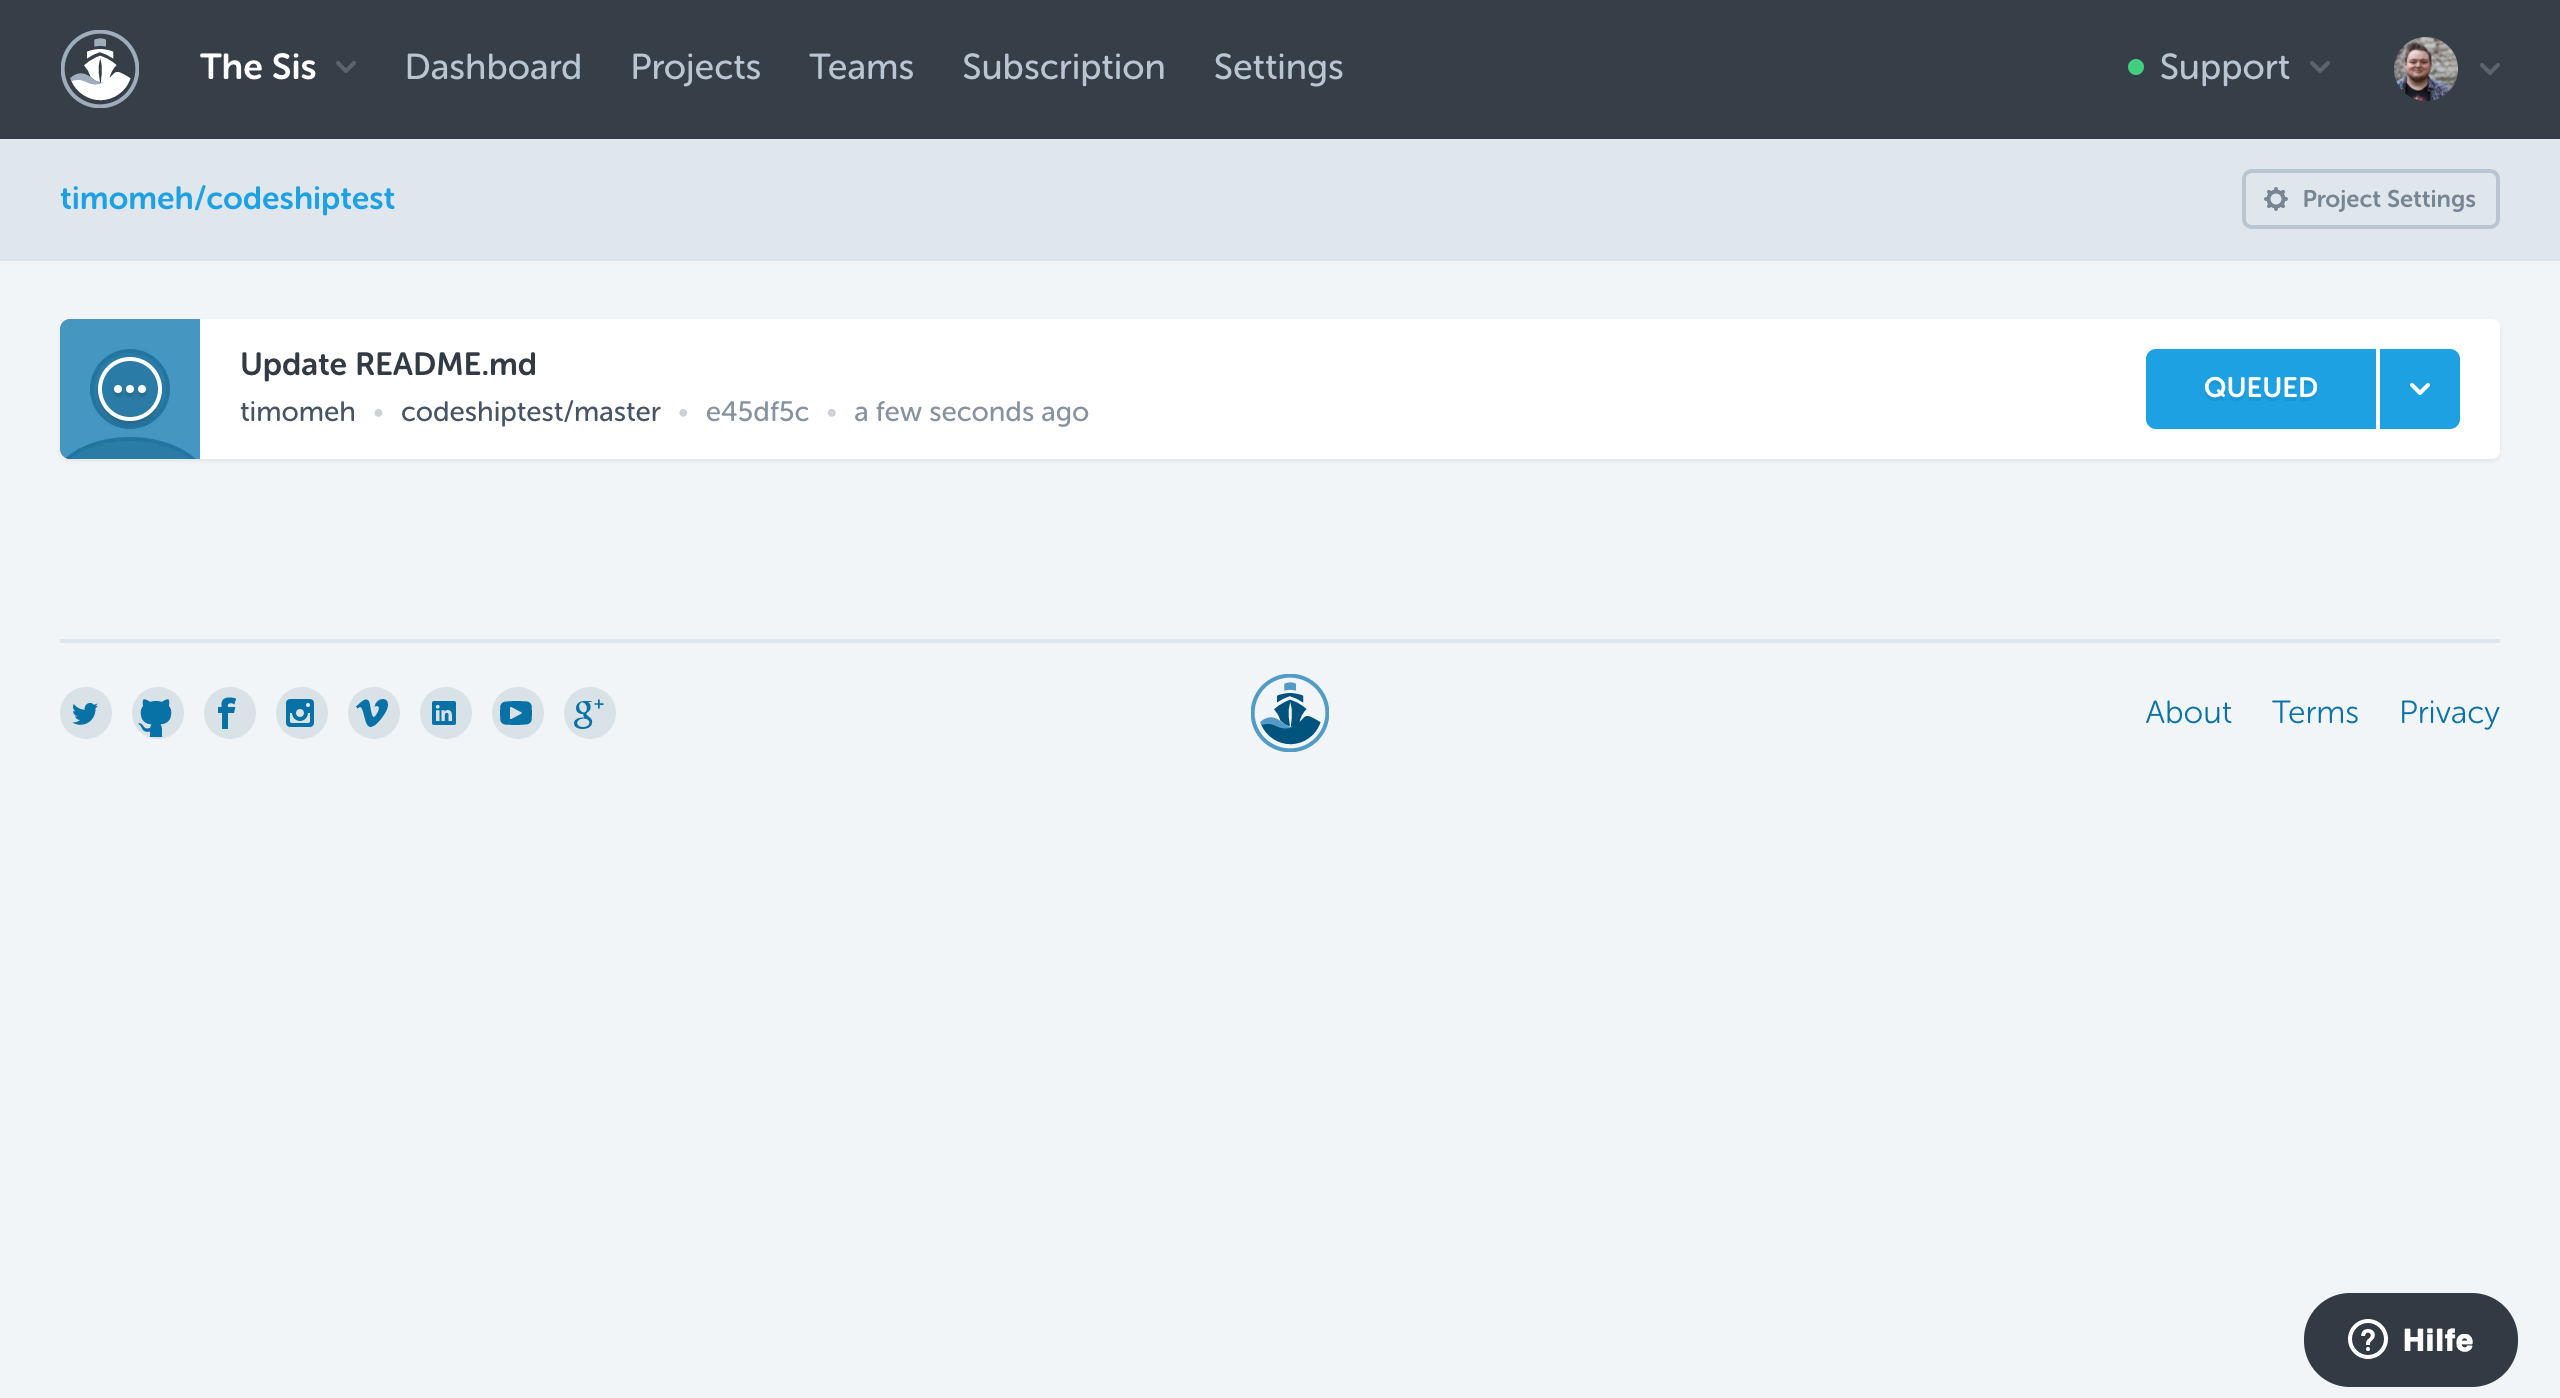 The Sis Dashboard Projects Teams Subscription Settings Support
timomeh/codeshiptest Project Settings
Update README.md
timomeh • codeshiptest/master • e45df5c • a few seconds ago
QUEUED
About Terms Privacy
Hilfe